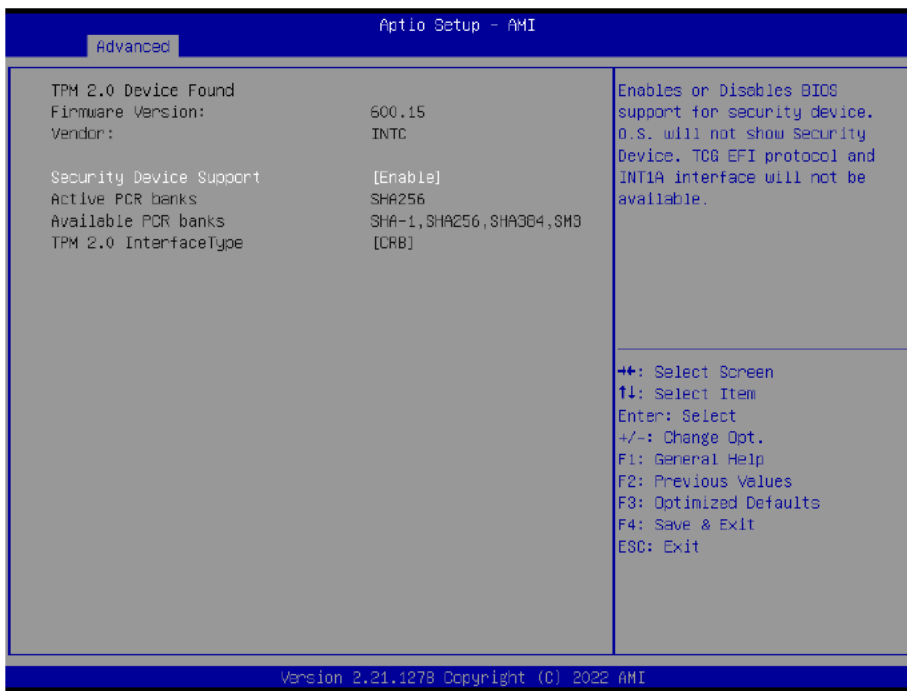 Aptio Setup - AMI
Advanced
TPM 2.0 Device Found
Firmware Version: 600.15
Vendor: INTC
Security Device Support [Enable]
Active PCR banks SHA256
Available PCR banks SHA-1,SHA256,SHA384,SM3
TPM 2.0 InterfaceType [CRB]
Enables or Disables BIOS
support for security device.
O.S. will not show Security
Device. TCG EFI protocol and
INT1A interface will not be
available.
→←: Select Screen
↑↓: Select Item
Enter: Select
+/-: Change Opt.
F1: General Help
F2: Previous Values
F3: Optimized Defaults
F4: Save & Exit
ESC: Exit
Version 2.21.1278 Copyright (C) 2022 AMI